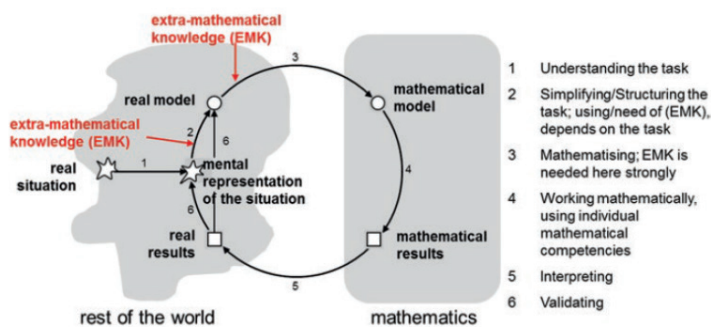 extra-mathematical
knowledge (EMK)
3
real model
mathematical
model
extra-mathematical
knowledge (EMK)
2
6
real
situation
1
mental
representation
of the situation
4
6
real
results
mathematical
results
5
rest of the world
mathematics
1 Understanding the task
2 Simplifying/Structuring the
task; using/need of (EMK),
depends on the task
3 Mathematising; EMK is
needed here strongly
4 Working mathematically,
using individual
mathematical
competencies
5 Interpreting
6 Validating